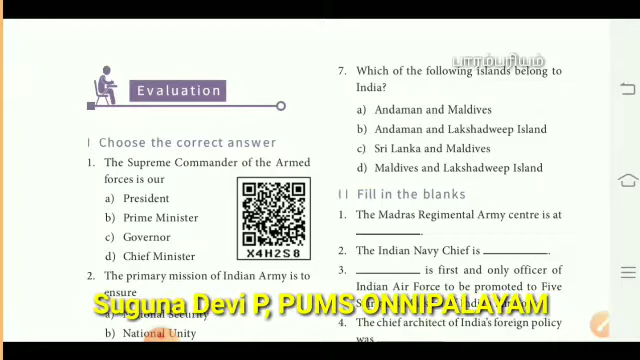 Evaluation
I Choose the correct answer
1. The Supreme Commander of the Armed
forces is our
a) President
b) Prime Minister
c) Governor
d) Chief Minister
X4H2S8
2. The primary mission of Indian Army is to
ensure
a) National Security
b) National Unity
பாரம்பரியம்
7. Which of the following islands belong to
India?
a) Andaman and Maldives
b) Andaman and Lakshadweep Island
c) Sri Lanka and Maldives
d) Maldives and Lakshadweep Island
II Fill in the blanks
1. The Madras Regimental Army centre is at
2. The Indian Navy Chief is
3. is first and only officer of
Indian Air Force to be promoted to Five
4. The chief architect of India's foreign policy
was
Suguna Devi P, PUMS ONNIPALAYAM